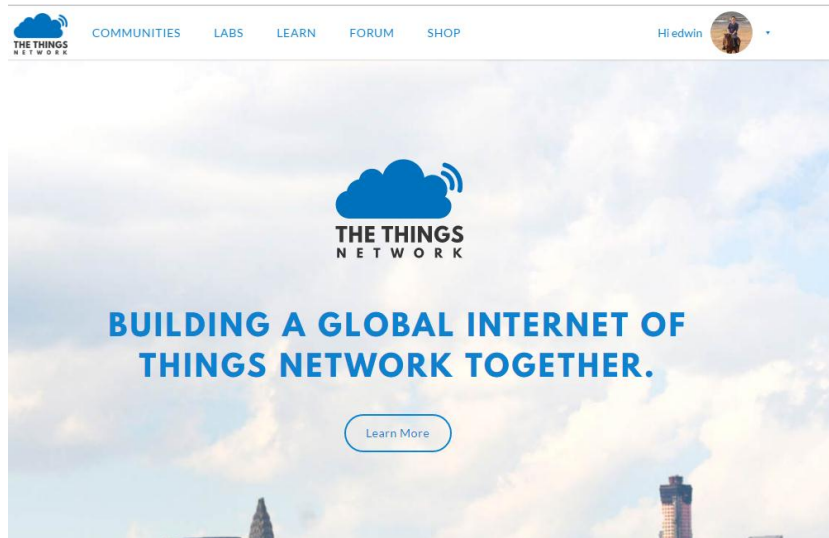 THE THINGS
NETWORK
COMMUNITIES LABS LEARN FORUM SHOP Hi edwin
THE THINGS
NETWORK
BUILDING A GLOBAL INTERNET OF
THINGS NETWORK TOGETHER.
Learn More